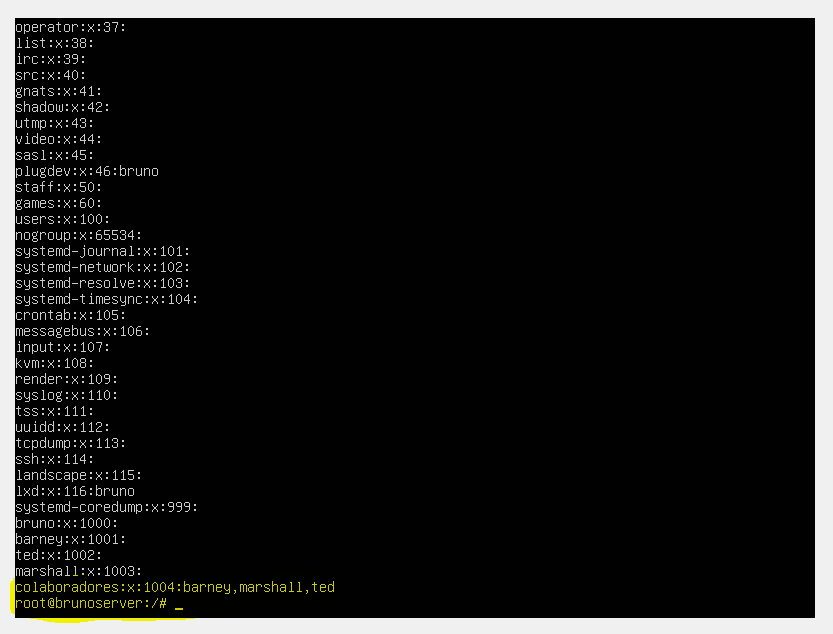 operator:x:37:
list:x:38:
irc:x:39:
src:x:40:
gnats:x:41:
shadow:x:42:
utmp:x:43:
video:x:44:
sasl:x:45:
plugdev:x:46:bruno
staff:x:50:
games:x:60:
users:x:100:
nogroup:x:65534:
systemd-journal:x:101:
systemd-network:x:102:
systemd-resolve:x:103:
systemd-timesync:x:104:
crontab:x:105:
messagebus:x:106:
input:x:107:
kvm:x:108:
render:x:109:
syslog:x:110:
tss:x:111:
uuidd:x:112:
tcpdump:x:113:
ssh:x:114:
landscape:x:115:
lxd:x:116:bruno
systemd-coredump:x:999:
bruno:x:1000:
barney:x:1001:
ted:x:1002:
marshall:x:1003:
colaboradores:x:1004:barney,marshall,ted
root@brunoserver:/# _